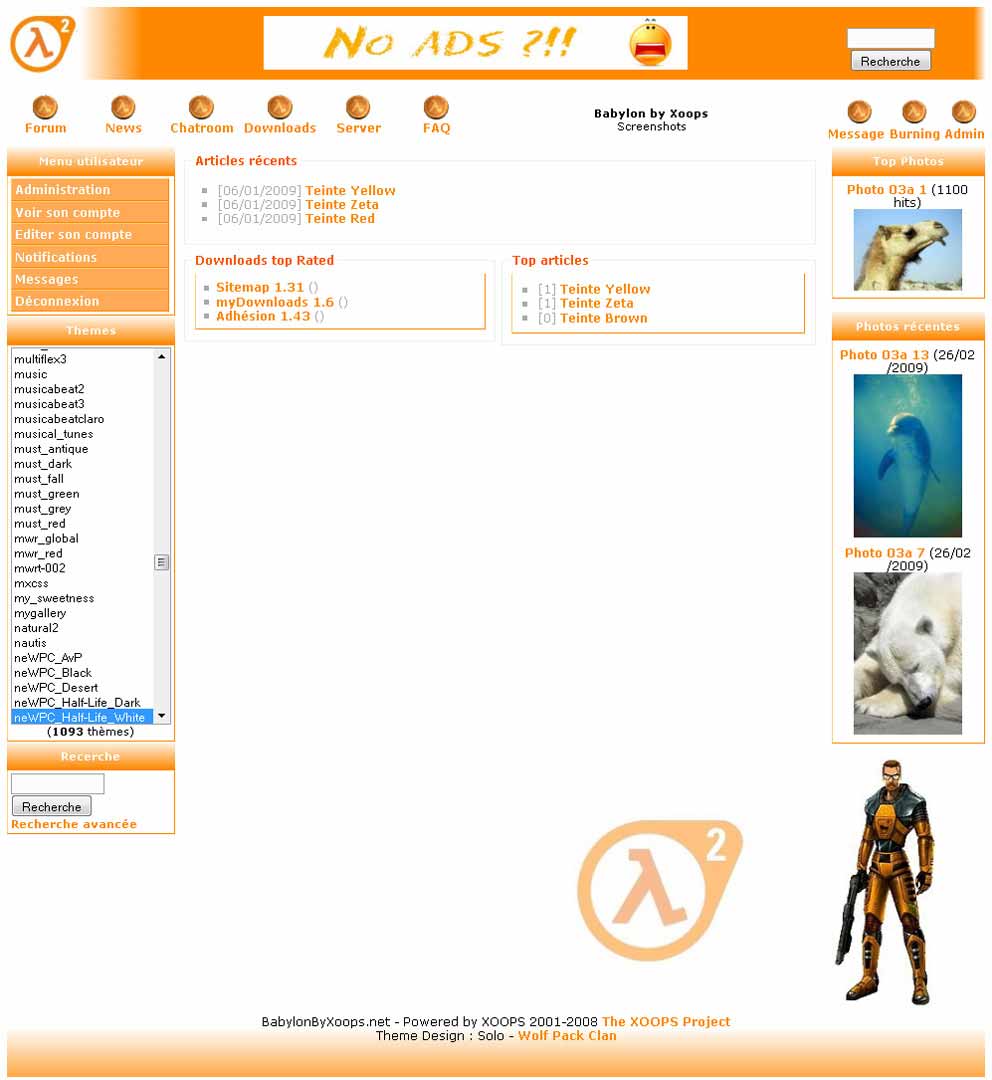 λ2
No ADS ?!!
Recherche
Forum
News
Chatroom
Downloads
Server
FAQ
Babylon by Xoops
Screenshots
Message
Burning
Admin
Menu utilisateur
Administration
Voir son compte
Editer son compte
Notifications
Messages
Déconnexion
Themes
multiflex3
music
musicabeat2
musicabeat3
musicabeatclaro
musical_tunes
must_antique
must_dark
must_fall
must_green
must_grey
must_red
mwr_global
mwr_red
mwrt-002
mxcss
my_sweetness
mygallery
natural2
nautis
neWPC_AvP
neWPC_Black
neWPC_Desert
neWPC_Half-Life_Dark
neWPC_Half-Life_White
(1093 thèmes)
Recerche
Recherche
Recherche avancée
Articles récents
[06/01/2009] Teinte Yellow
[06/01/2009] Teinte Zeta
[06/01/2009] Teinte Red
Downloads top Rated
Sitemap 1.31 ()
myDownloads 1.6 ()
Adhésion 1.43 ()
Top articles
[1] Teinte Yellow
[1] Teinte Zeta
[0] Teinte Brown
Top Photos
Photo 03a 1 (1100
hits)
Photos récentes
Photo 03a 13 (26/02
/2009)
Photo 03a 7 (26/02
/2009)
λ2
BabylonByXoops.net - Powered by XOOPS 2001-2008 The XOOPS Project
Theme Design : Solo - Wolf Pack Clan